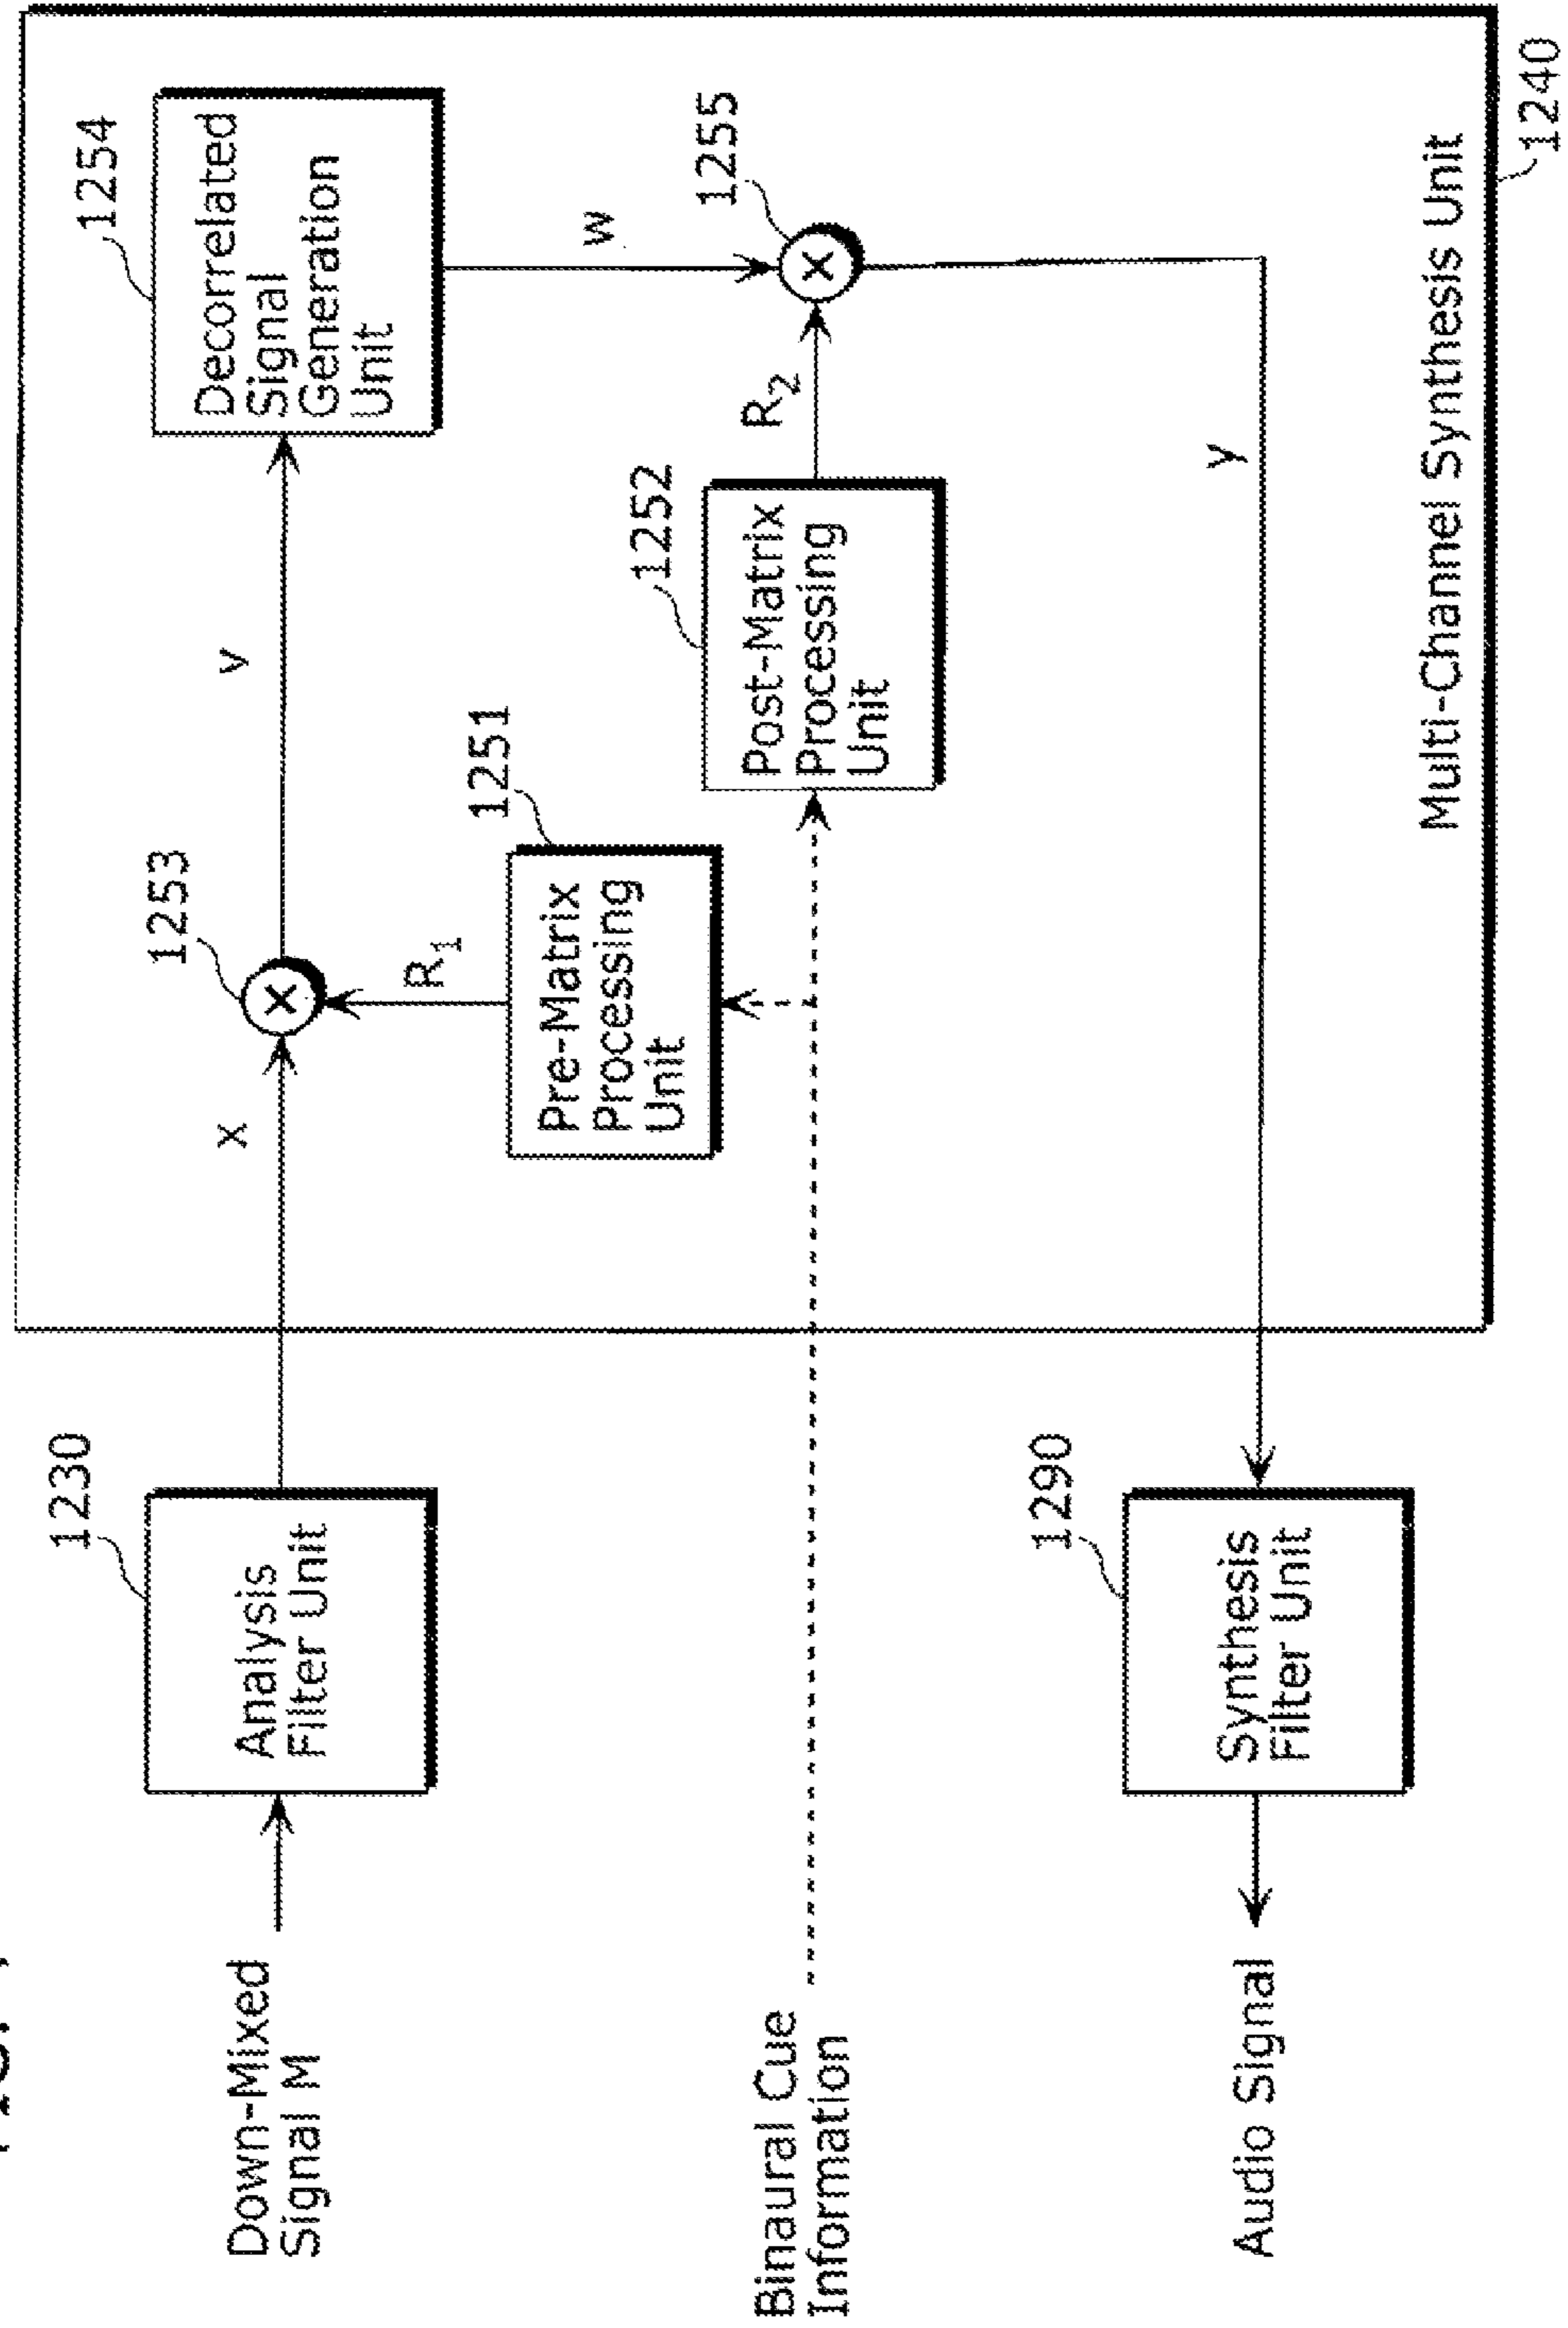 1230
Down-Mixed
Signal M
Analysis
Filter Unit
x
1253
v
1254
Decorrelated
Signal
Generation
Unit
R1
1251
Pre-Matrix
Processing
Unit
w
1255
Binaural Cue
Information
1252
Post-Matrix
Processing
Unit
R2
1290
Audio Signal
Synthesis
Filter Unit
y
Multi-Channel Synthesis Unit
1240